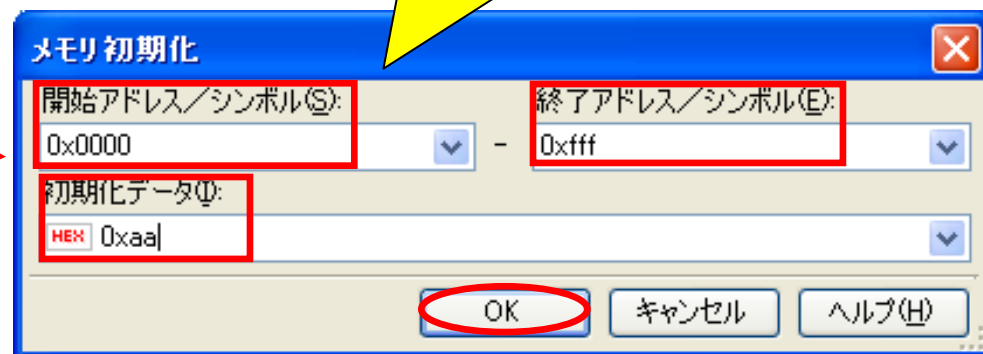 メモリ初期化
開始アドレス／シンボル(S): 終了アドレス／シンボル(E):
0x0000 - 0xfff
初期化データ(I):
HEX 0xaa
OK キャンセル ヘルプ(H)